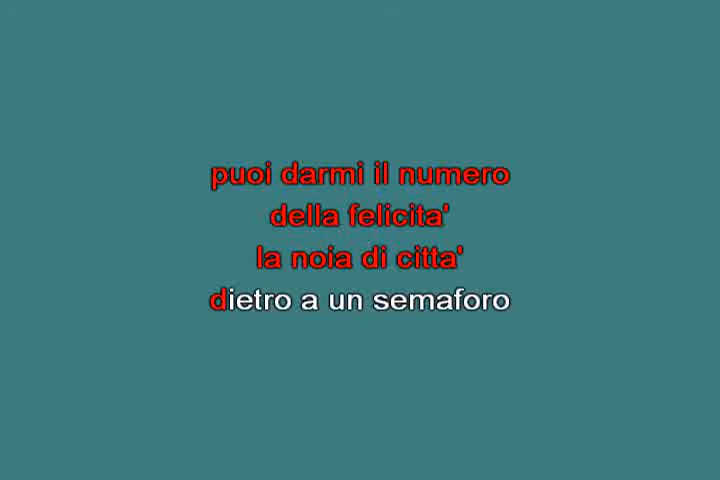 puoi darmi il numero
della felicita'
la noia di citta'
dietro a un semaforo